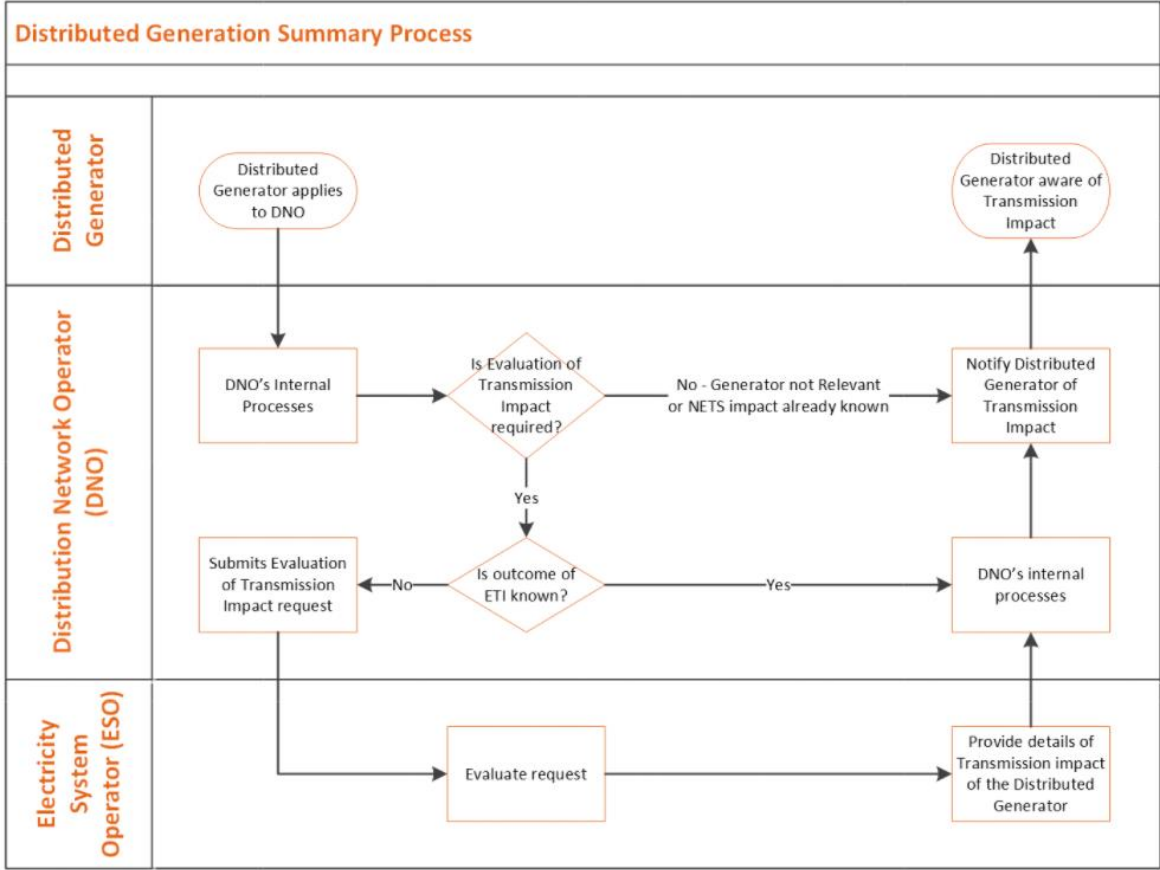 Distributed Generation Summary Process
Distributed
Generator
Distributed
Generator applies
to DNO
Distributed
Generator aware of
Transmission
Impact
Distribution Network Operator
(DNO)
DNO's Internal
Processes
Is Evaluation of
Transmission
Impact
required?
No - Generator not Relevant
or NETS impact already known
Notify Distributed
Generator of
Transmission
Impact
Yes
Submits Evaluation
of Transmission
Impact request
No
Is outcome of
ETI known?
Yes
DNO's internal
processes
Electricity
System
Operator (ESO)
Evaluate request
Provide details of
Transmission impact
of the Distributed
Generator